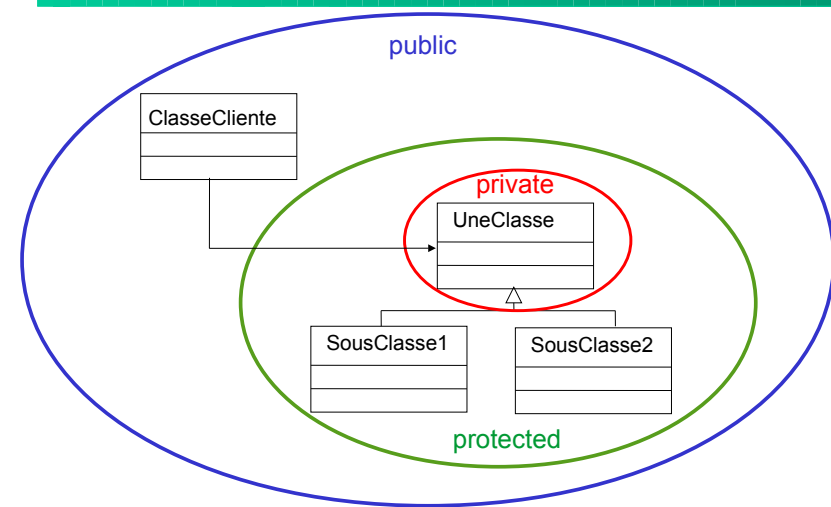 public
ClasseCliente
private
UneClasse
SousClasse1
SousClasse2
protected